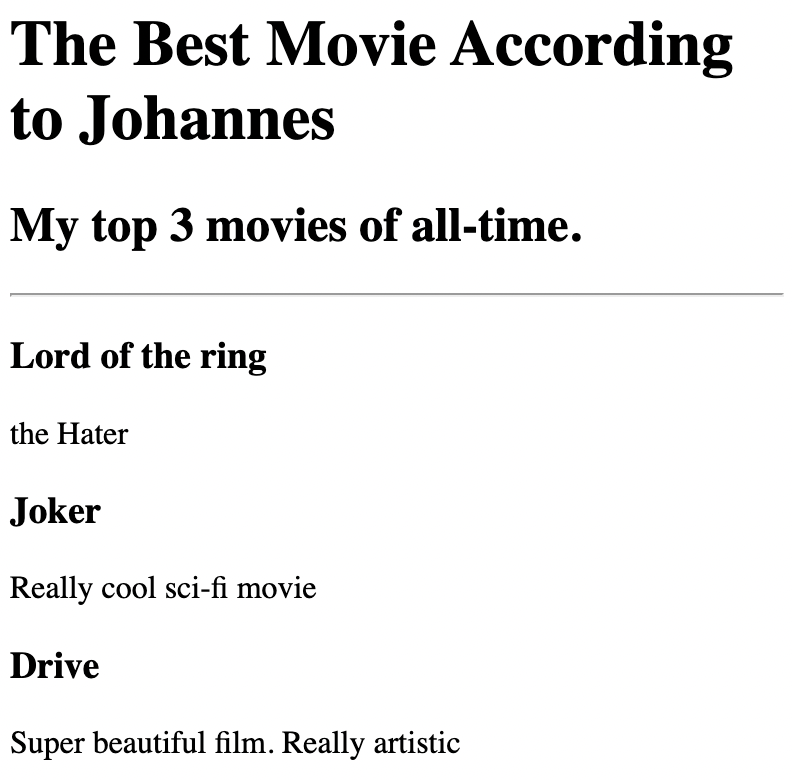 The Best Movie According
to Johannes
My top 3 movies of all-time.
Lord of the ring
the Hater
Joker
Really cool sci-fi movie
Drive
Super beautiful film. Really artistic